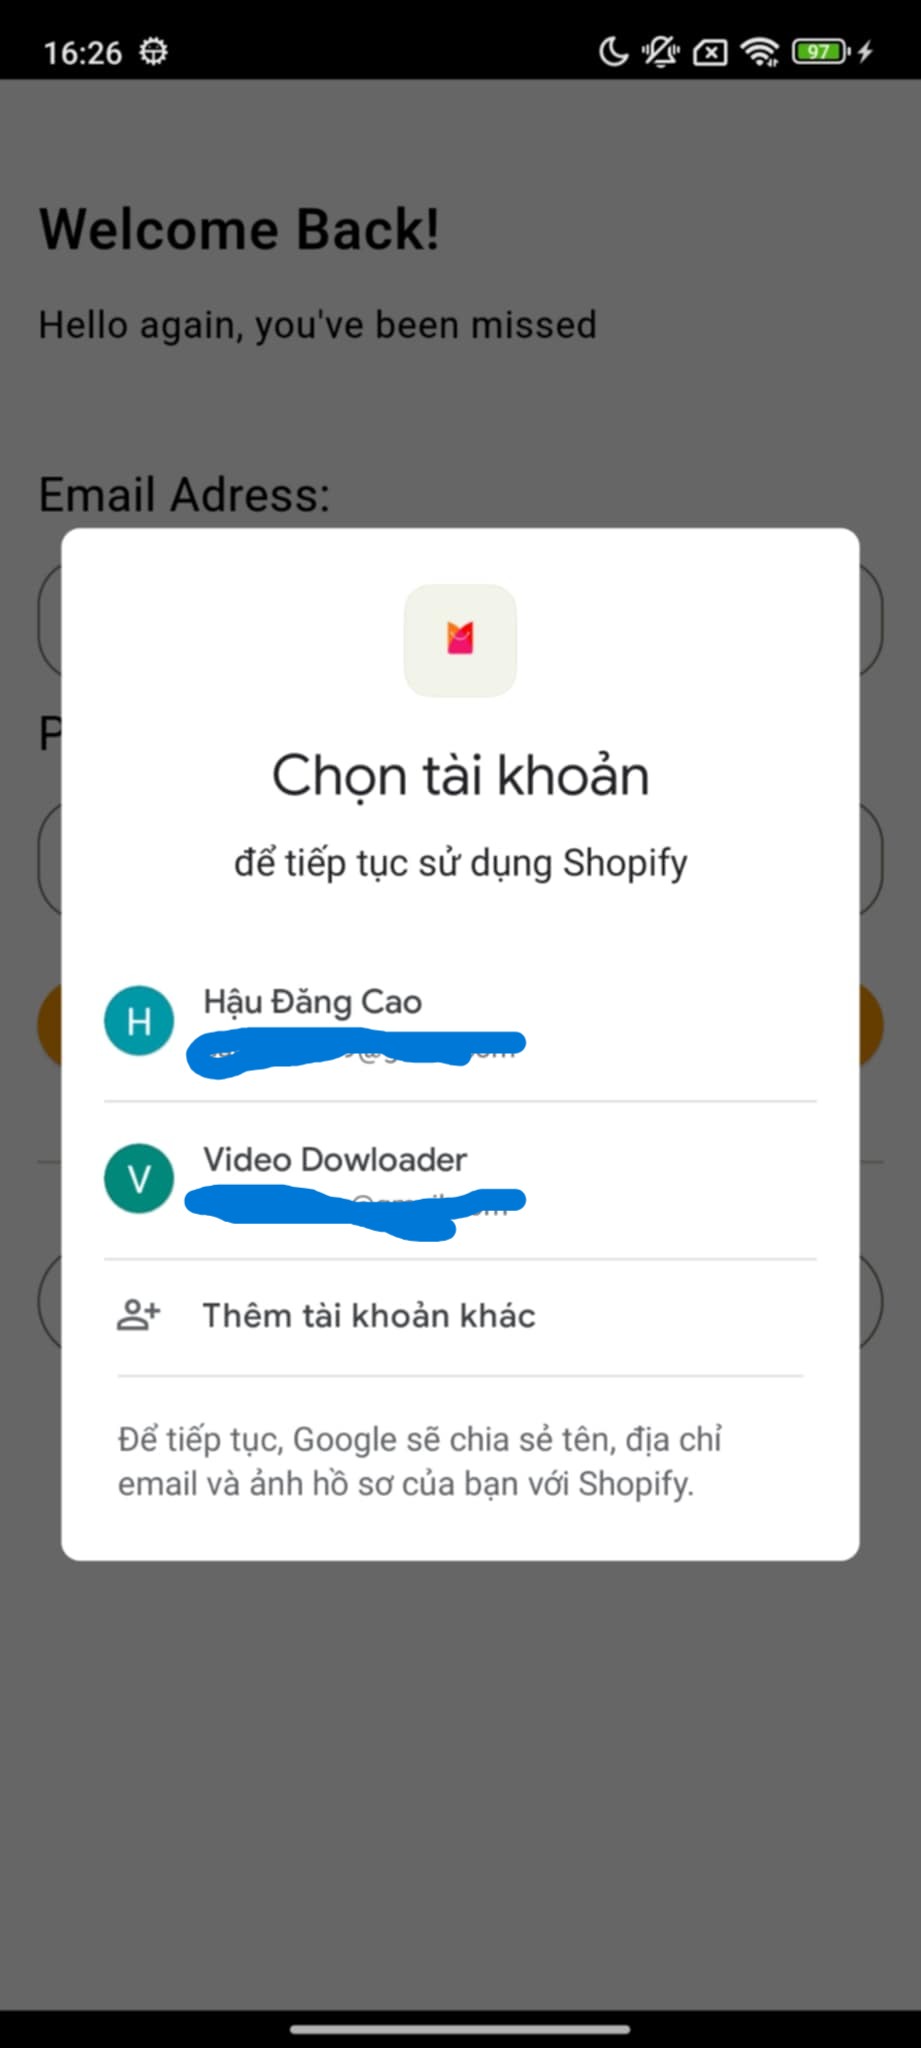 16:26
97
Welcome Back!
Hello again, you've been missed
Email Adress:
P
Chọn tài khoản
để tiếp tục sử dụng Shopify
H
Hậu Đăng Cao
V
Video Dowloader
Thêm tài khoản khác
Để tiếp tục, Google sẽ chia sẻ tên, địa chỉ
email và ảnh hồ sơ của bạn với Shopify.